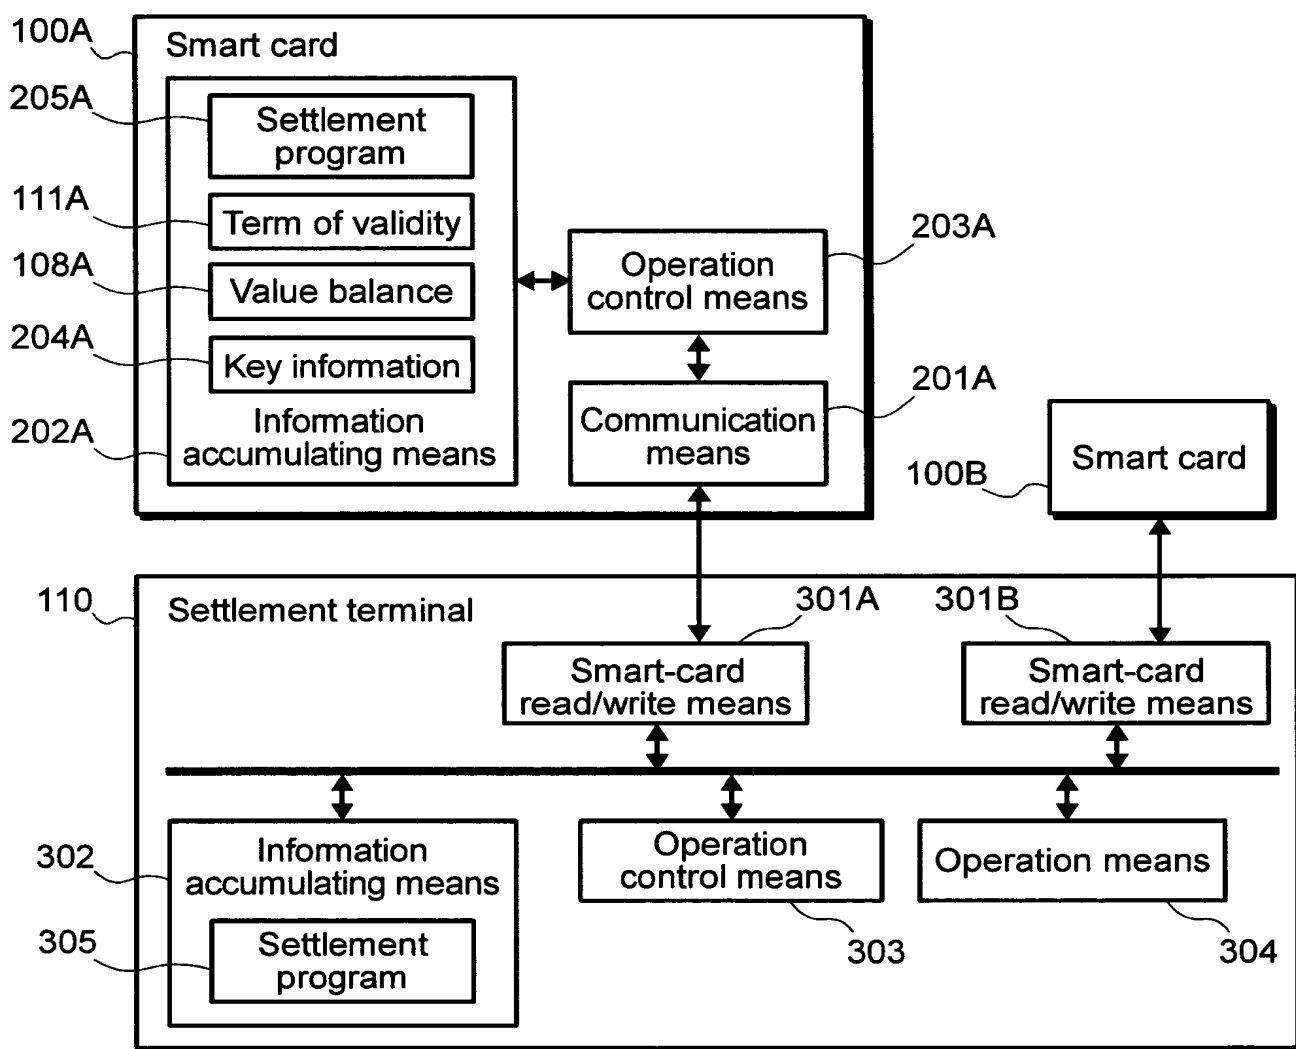 100A
Smart card
205A
Settlement
program
111A
Term of validity
203A
108A
Value balance
Operation
control means
204A
Key information
201A
202A
Information
accumulating means
Communication
means
100B
Smart card
110
Settlement terminal
301A
301B
Smart-card
read/write means
Smart-card
read/write means
302
Information
accumulating means
Operation
control means
Operation means
305
Settlement
program
303
304